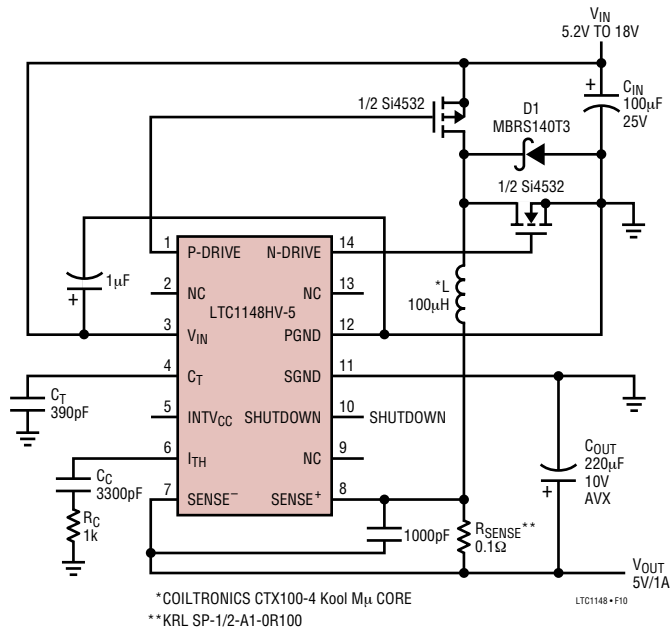 VIN
5.2V TO 18V
+
CIN
100µF
25V
1/2 Si4532
D1
MBRS140T3
1/2 Si4532
1
P-DRIVE
N-DRIVE
14
1µF
+
2
NC
NC
13
*L
100µH
LTC1148HV-5
3
VIN
PGND
12
4
CT
SGND
11
CT
390pF
5
INTVCC
SHUTDOWN
10
SHUTDOWN
6
ITH
NC
9
CC
3300pF
COUT
220µF
10V
AVX
+
7
SENSE−
SENSE+
8
RC
1k
1000pF
RSENSE**
0.1Ω
VOUT
5V/1A
*COILTRONICS CTX100-4 Kool Mµ CORE
LTC1148 • F10
**KRL SP-1/2-A1-0R100